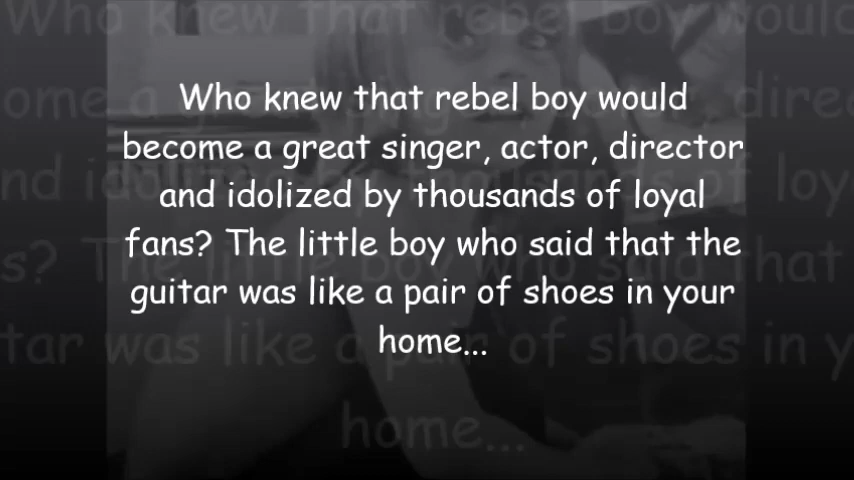 Who knew that rebel boy would
become a great singer, actor, director
and idolized by thousands of loyal
fans? The little boy who said that the
guitar was like a pair of shoes in your
home...